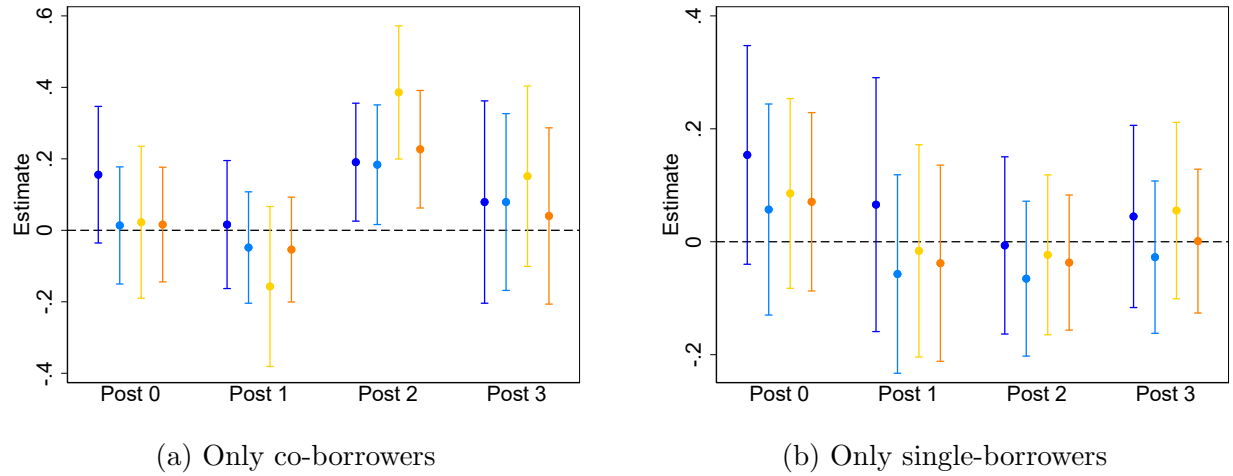 .6
.4
.2
0
-.2
-.4
Estimate
Post 0
Post 1
Post 2
Post 3
(a) Only co-borrowers
.4
.2
0
-.2
Estimate
Post 0
Post 1
Post 2
Post 3
(b) Only single-borrowers